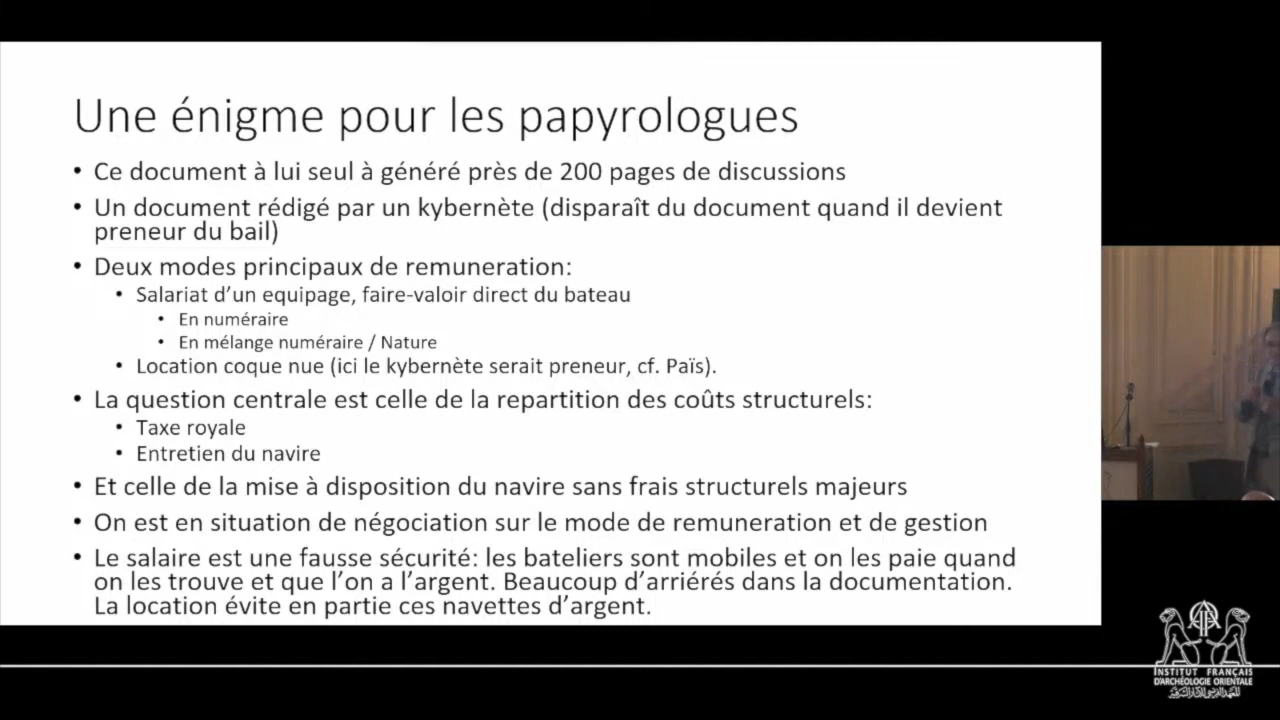 Une énigme pour les papyrologues
• Ce document à lui seul à généré près de 200 pages de discussions
• Un document rédigé par un kybernète (disparaît du document quand il devient
preneur du bail)
• Deux modes principaux de remuneration:
• Salariat d'un equipage, faire-valoir direct du bateau
• En numéraire
• En mélange numéraire / Nature
• Location coque nue (ici le kybernète serait preneur, cf. Païs).
• La question centrale est celle de la repartition des coûts structurels:
• Taxe royale
• Entretien du navire
• Et celle de la mise à disposition du navire sans frais structurels majeurs
• On est en situation de négociation sur le mode de remuneration et de gestion
• Le salaire est une fausse sécurité: les bateliers sont mobiles et on les paie quand
on les trouve et que l'on a l'argent. Beaucoup d'arriérés dans la documentation.
La location évite en partie ces navettes d'argent.
INSTITUT FRANÇAIS
D'ARCHÉOLOGIE ORIENTALE